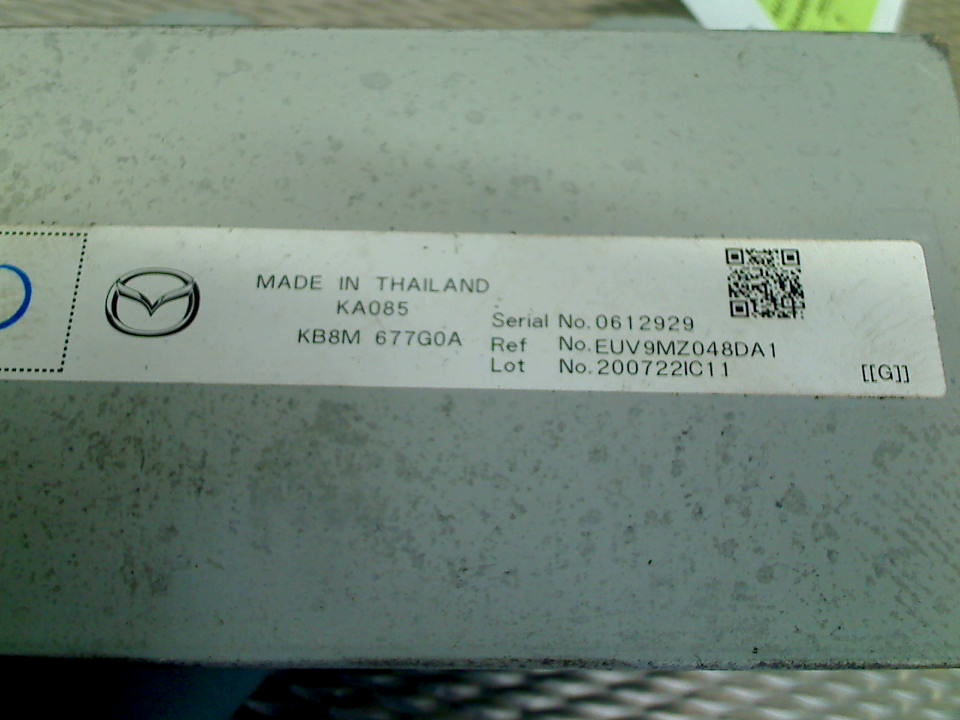 MADE IN THAILAND
KA085
KB8M 677G0A
Serial No.0612929
Ref No.EUV9MZ048DA1
Lot No.200722IC11
[[G]]